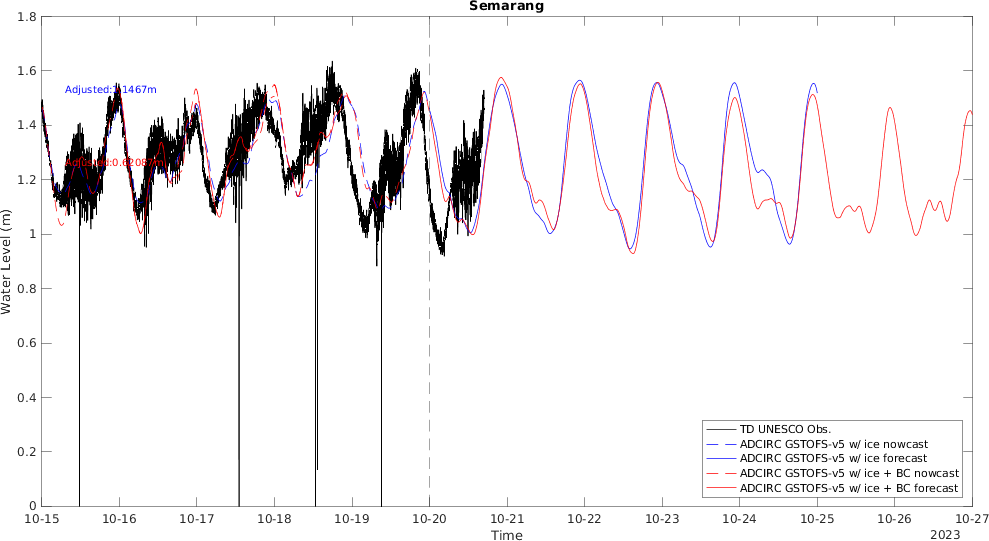 Semarang
1.8
1.6
1.4
1.2
1
0.8
0.6
0.4
0.2
0
Water Level (m)
Adjusted:1.1467m
TD UNESCO Obs.
ADCIRC GSTOFS-v5 w/ ice nowcast
ADCIRC GSTOFS-v5 w/ ice forecast
ADCIRC GSTOFS-v5 w/ ice + BC nowcast
ADCIRC GSTOFS-v5 w/ ice + BC forecast
10-15 10-16 10-17 10-18 10-19 10-20 10-21 10-22 10-23 10-24 10-25 10-26 10-27
Time
2023